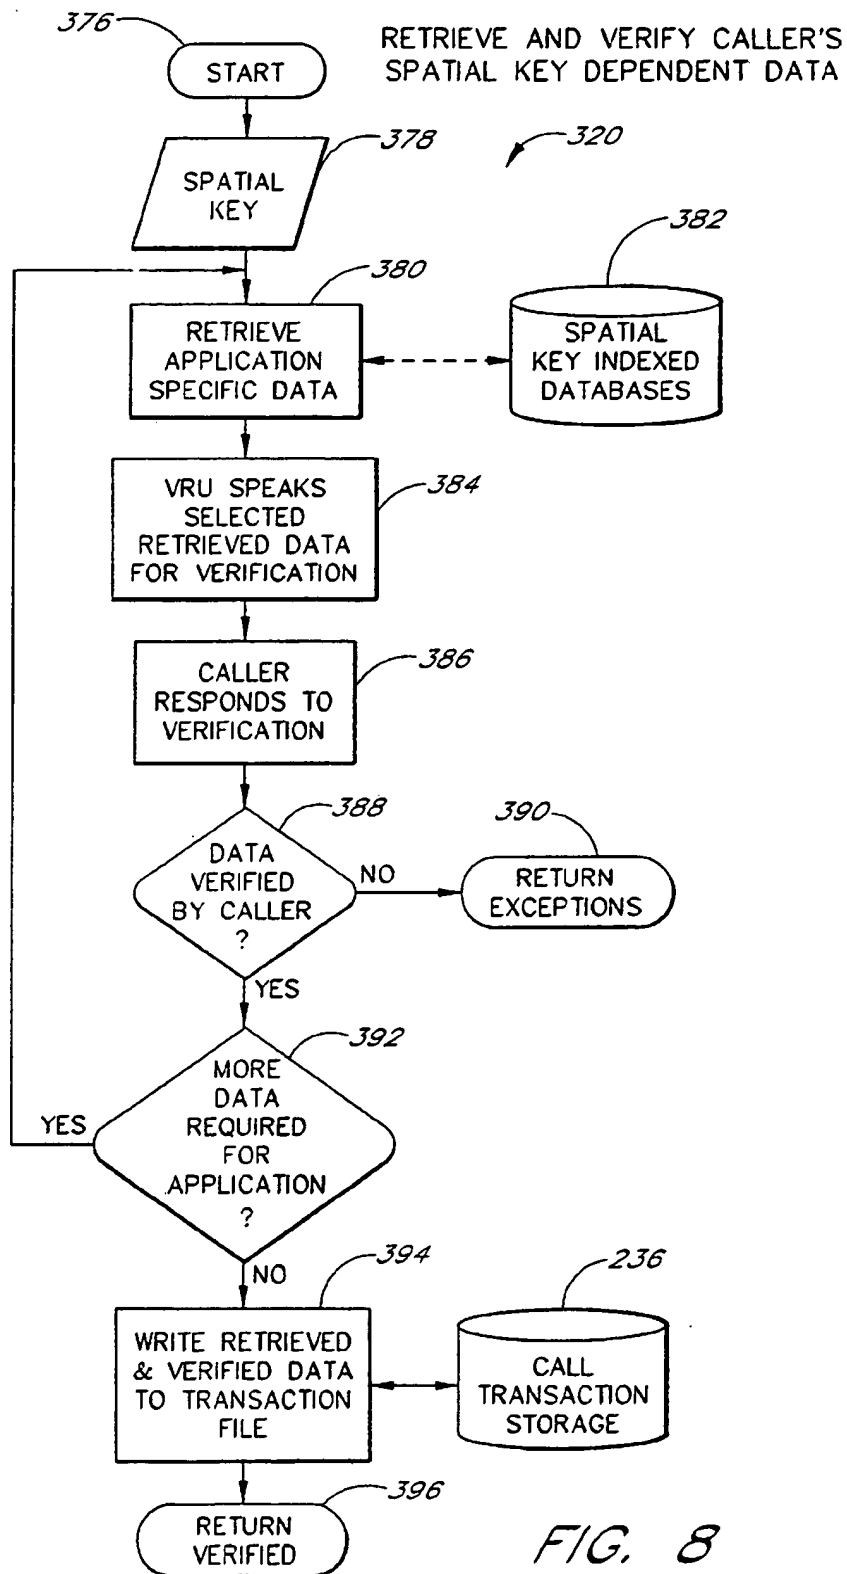 376
START
RETRIEVE AND VERIFY CALLER'S
SPATIAL KEY DEPENDENT DATA
378
320
SPATIAL
KEY
382
380
RETRIEVE
APPLICATION
SPECIFIC DATA
SPATIAL
KEY INDEXED
DATABASES
384
VRU SPEAKS
SELECTED
RETRIEVED DATA
FOR VERIFICATION
386
CALLER
RESPONDS TO
VERIFICATION
388
DATA
VERIFIED
BY CALLER
?
NO
390
RETURN
EXCEPTIONS
YES
392
MORE
DATA
REQUIRED
FOR
APPLICATION
?
YES
NO
394
WRITE RETRIEVED
& VERIFIED DATA
TO TRANSACTION
FILE
236
CALL
TRANSACTION
STORAGE
396
RETURN
VERIFIED
FIG. 8